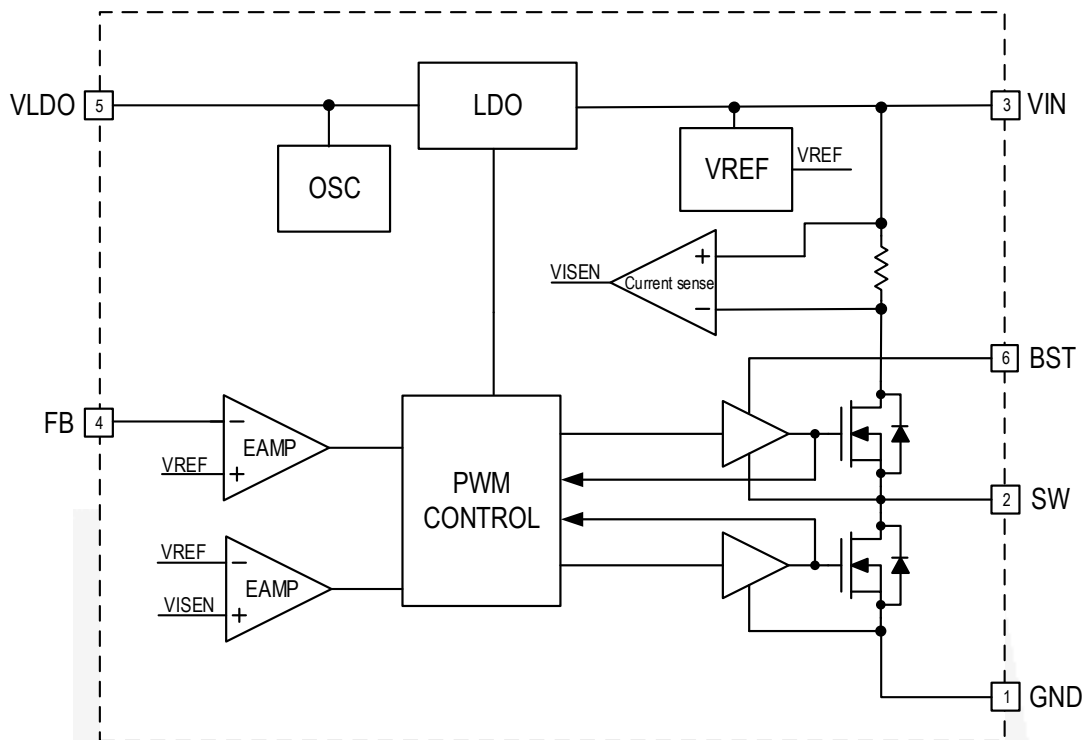 VLDO 5
LDO
3 VIN
OSC
VREF
VREF
+
Current sense
−
VISEN
6 BST
FB 4
−
EAMP
VREF
+
PWM
CONTROL
2 SW
VREF
−
EAMP
VISEN
+
1 GND